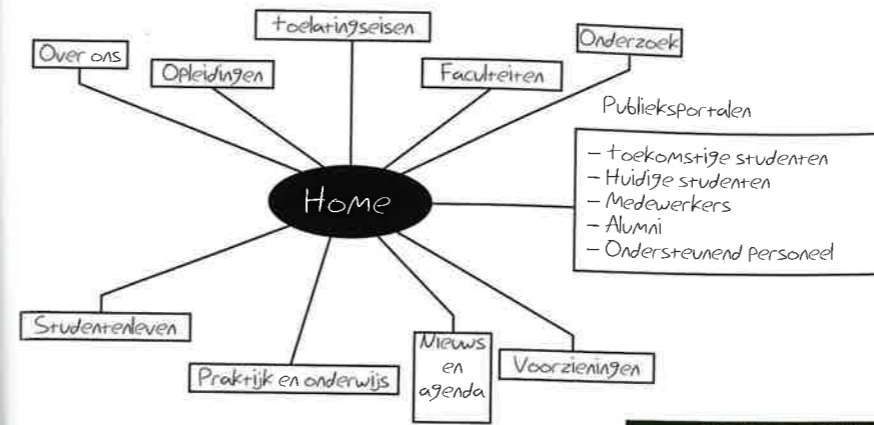 toelatingseisen
Over ons
Opleidingen
Faculteiten
Onderzoek
Publieksportalen
– toekomstige studenten
– Huidige studenten
– Medewerkers
– Alumni
– Ondersteunend personeel
Home
Studentenleven
Praktijk en onderwijs
Nieuws
en
agenda
Voorzieningen